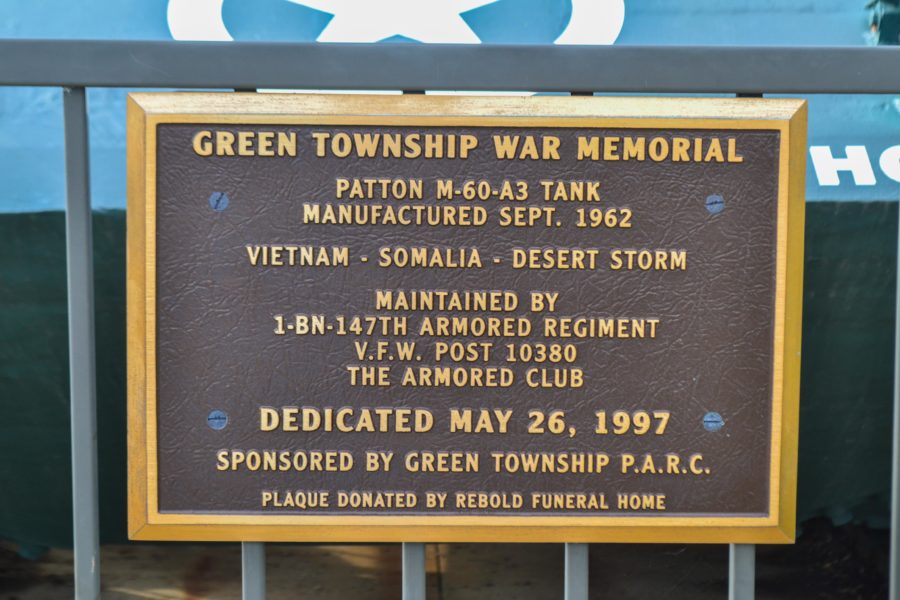 GREEN TOWNSHIP WAR MEMORIAL
PATTON M-60-A3 TANK
MANUFACTURED SEPT. 1962
VIETNAM - SOMALIA - DESERT STORM
MAINTAINED BY
1-BN-147TH ARMORED REGIMENT
V.F.W. POST 10380
THE ARMORED CLUB
DEDICATED MAY 26, 1997
SPONSORED BY GREEN TOWNSHIP P.A.R.C.
PLAQUE DONATED BY REBOLD FUNERAL HOME